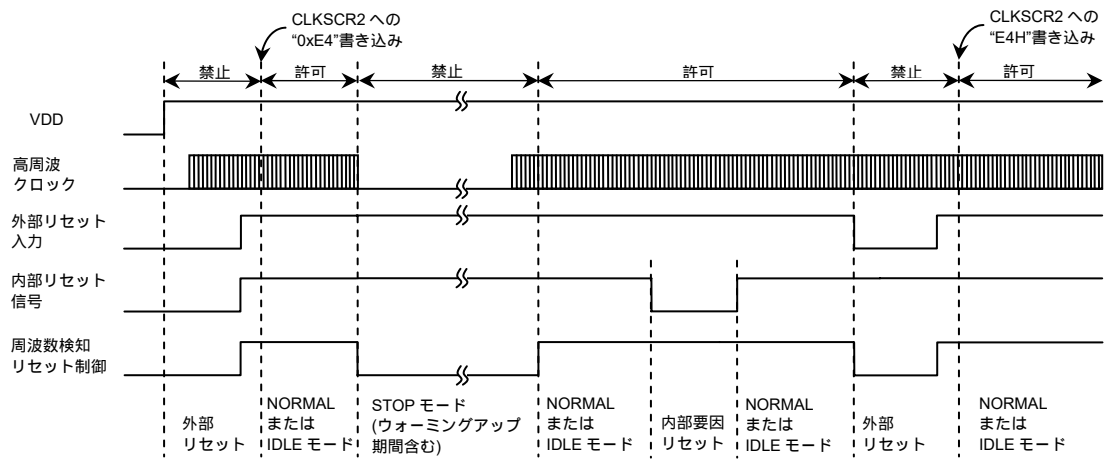 CLKSCR2 への
“0xE4”書き込み
CLKSCR2 への
“E4H”書き込み
禁止
許可
禁止
許可
禁止
許可
VDD
高周波
クロック
外部リセット
入力
内部リセット
信号
周波数検知
リセット制御
外部
リセット
NORMAL
または
IDLE モード
STOP モード
(ウォーミングアップ
期間含む)
NORMAL
または
IDLE モード
内部要因
リセット
NORMAL
または
IDLE モード
外部
リセット
NORMAL
または
IDLE モード